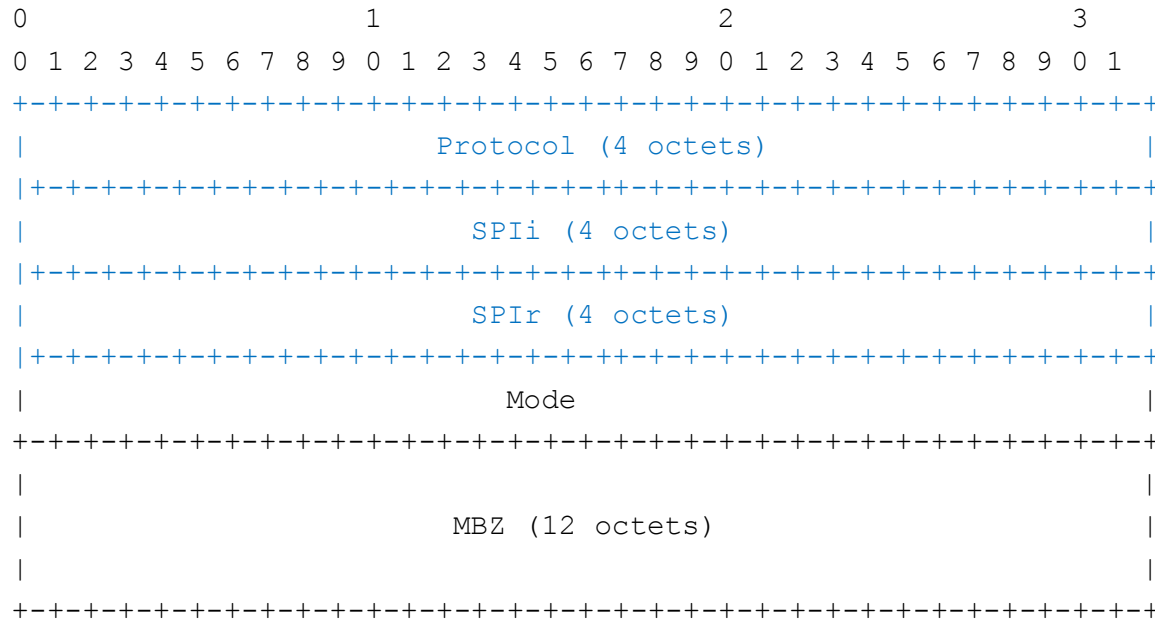 0                   1                   2                   3
0 1 2 3 4 5 6 7 8 9 0 1 2 3 4 5 6 7 8 9 0 1 2 3 4 5 6 7 8 9 0 1
+-+-+-+-+-+-+-+-+-+-+-+-+-+-+-+-+-+-+-+-+-+-+-+-+-+-+-+-+-+-+-+-+
|                       Protocol (4 octets)                     |
|+-+-+-+-+-+-+-+-+-+-+-+-+-+-+-+-++-+-+-+-+-+-+-+-+-+-+-+-+-+-+-+
|                         SPIi (4 octets)                       |
|+-+-+-+-+-+-+-+-+-+-+-+-+-+-+-+-++-+-+-+-+-+-+-+-+-+-+-+-+-+-+-+
|                         SPIr (4 octets)                       |
|+-+-+-+-+-+-+-+-+-+-+-+-+-+-+-+-++-+-+-+-+-+-+-+-+-+-+-+-+-+-+-+
|                           Mode                                |
+-+-+-+-+-+-+-+-+-+-+-+-+-+-+-+-+-+-+-+-+-+-+-+-+-+-+-+-+-+-+-+-+
|                                                               |
|                        MBZ (12 octets)                        |
|                                                               |
+-+-+-+-+-+-+-+-+-+-+-+-+-+-+-+-+-+-+-+-+-+-+-+-+-+-+-+-+-+-+-+-+